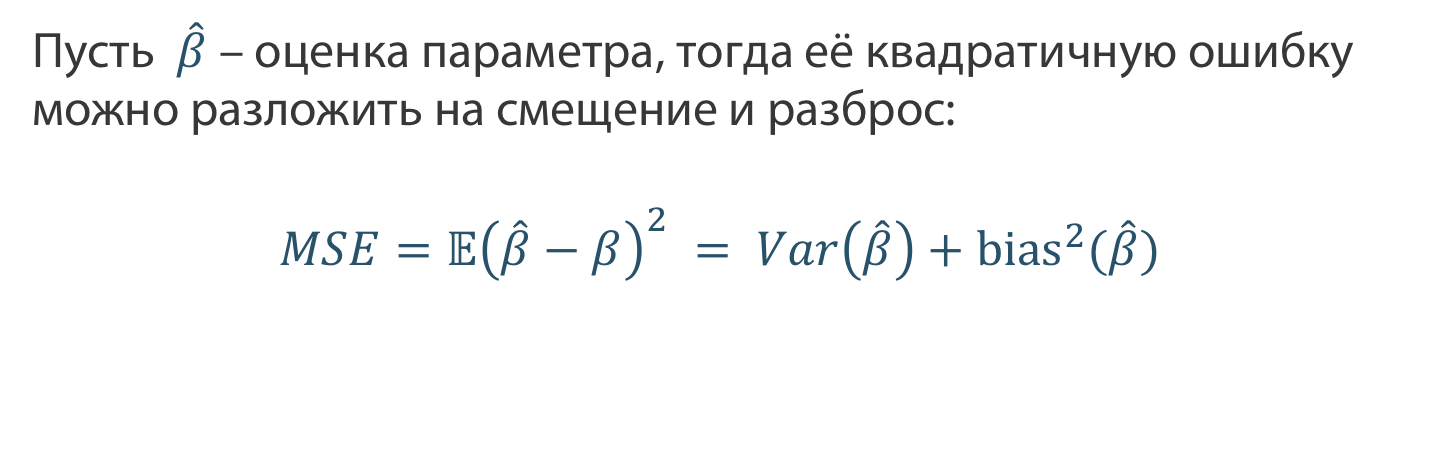 Пусть β̂ – оценка параметра, тогда её квадратичную ошибку
можно разложить на смещение и разброс:
MSE = 𝔼(β̂ − β)² = Var(β̂) + bias²(β̂)